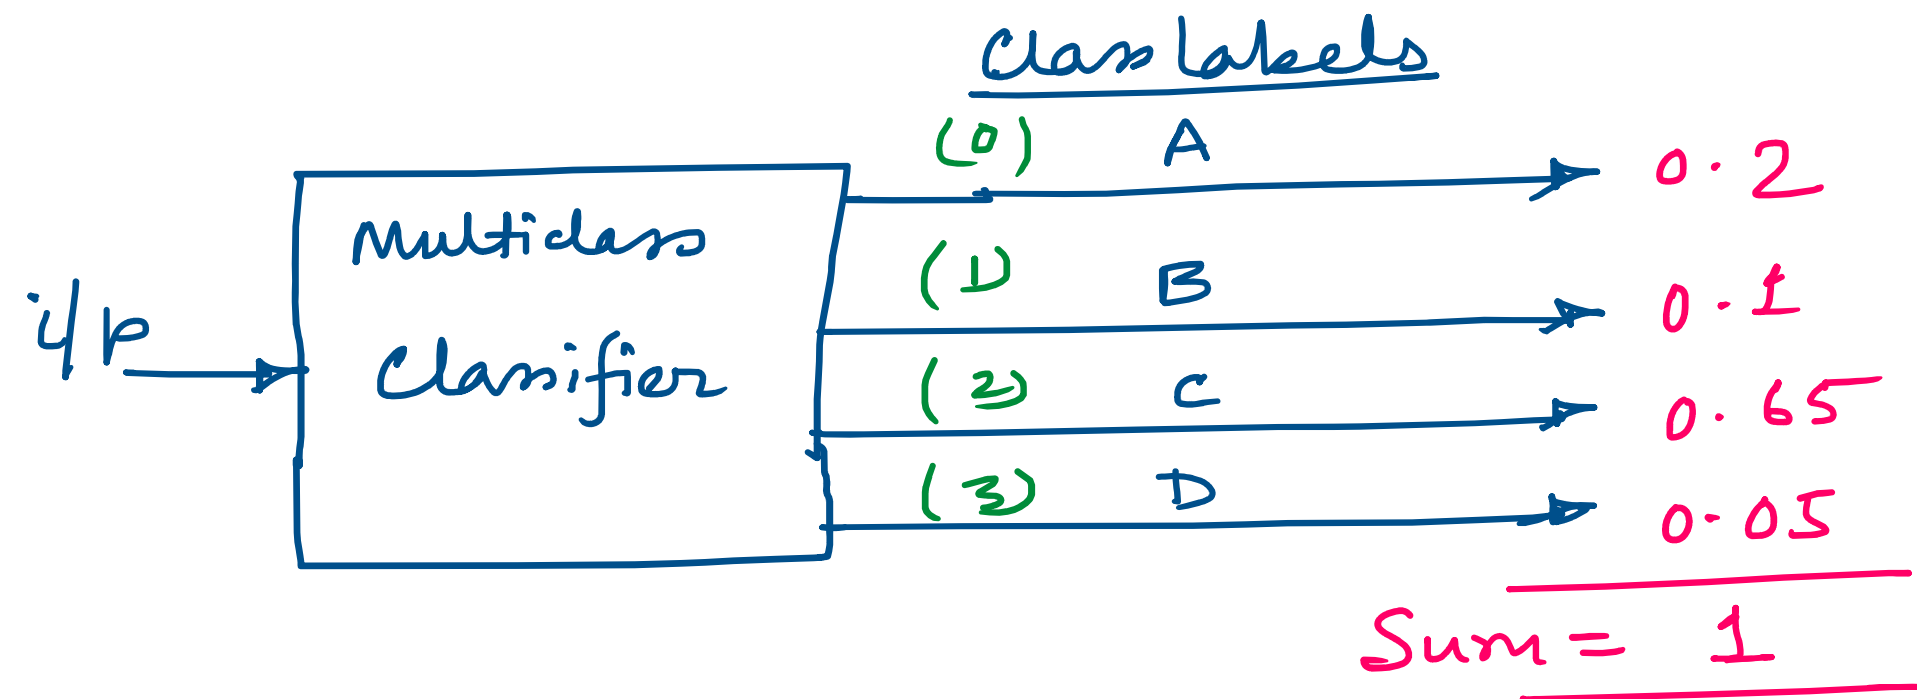 Class Labels
(0) A 0.2
Multiclass
(1) B 0.1
i/p
Classifier
(2) C 0.65
(3) D 0.05
Sum = 1